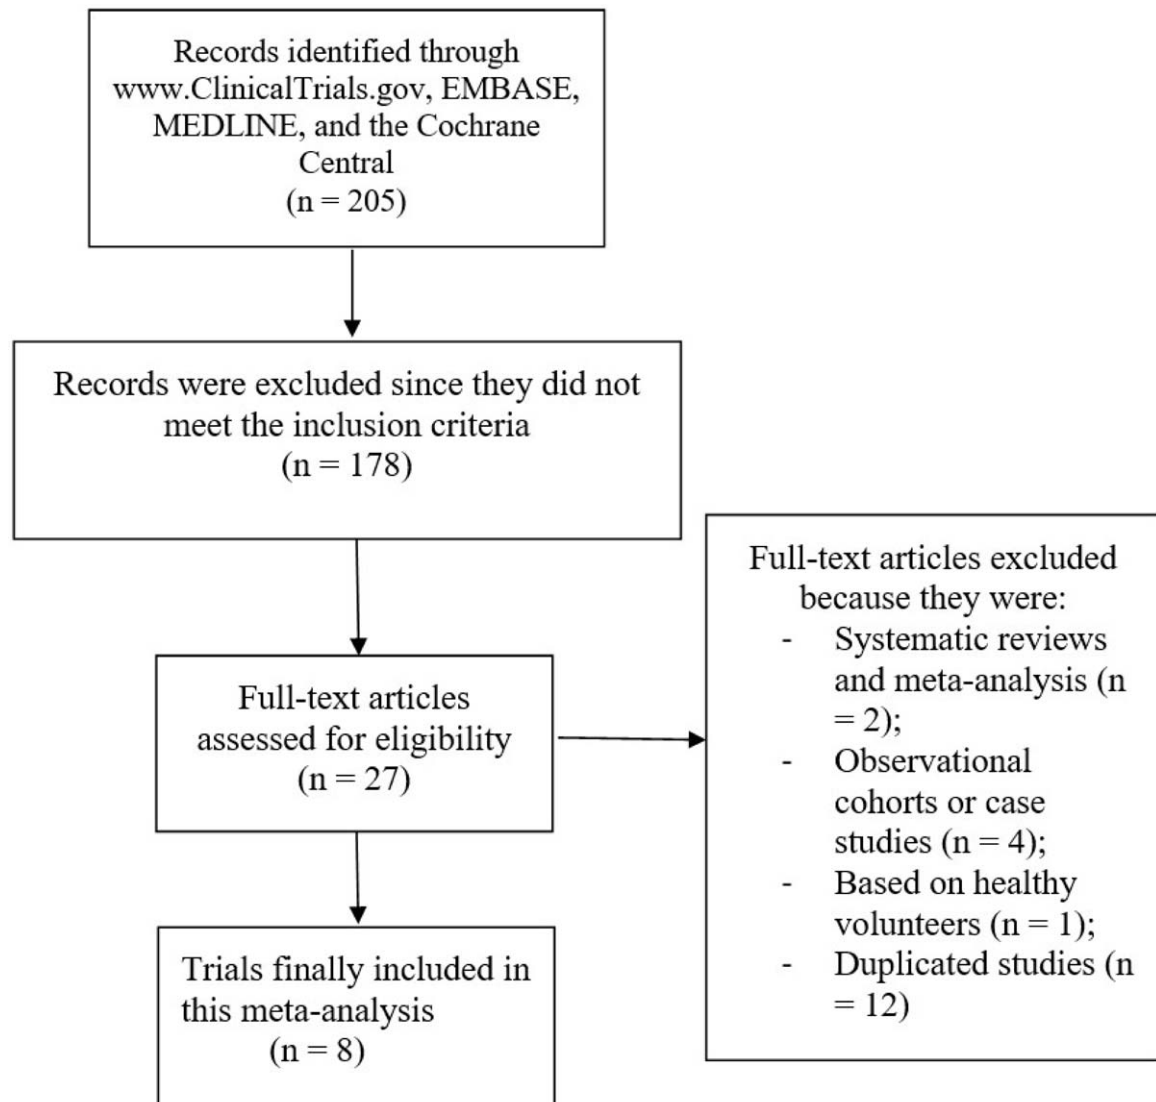 Records identified through
www.ClinicalTrials.gov, EMBASE,
MEDLINE, and the Cochrane
Central
(n = 205)
Records were excluded since they did not
meet the inclusion criteria
(n = 178)
Full-text articles
assessed for eligibility
(n = 27)
Full-text articles excluded
because they were:
- Systematic reviews
and meta-analysis (n
= 2);
- Observational
cohorts or case
studies (n = 4);
- Based on healthy
volunteers (n = 1);
- Duplicated studies (n
= 12)
Trials finally included in
this meta-analysis
(n = 8)